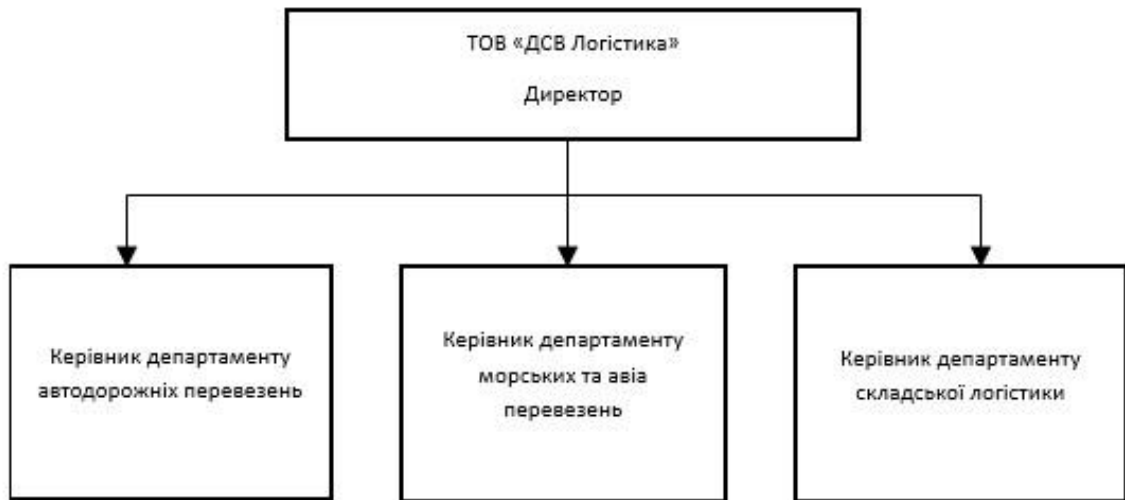 ТОВ «ДСВ Логістика»
Директор
Керівник департаменту
автодорожніх перевезень
Керівник департаменту
морських та авіа
перевезень
Керівник департаменту
складської логістики